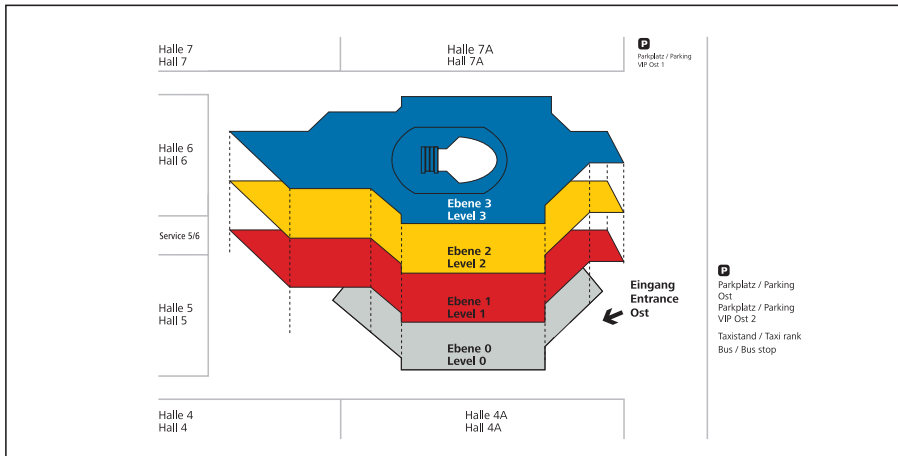 Halle 7
Hall 7
Halle 7A
Hall 7A
P
Parkplatz / Parking
VIP Ost 1
Halle 6
Hall 6
Service 5/6
Halle 5
Hall 5
Ebene 3
Level 3
Ebene 2
Level 2
Ebene 1
Level 1
Ebene 0
Level 0
Eingang
Entrance
Ost
P
Parkplatz / Parking
Ost
Parkplatz / Parking
VIP Ost 2
Taxistand / Taxi rank
Bus / Bus stop
Halle 4
Hall 4
Halle 4A
Hall 4A